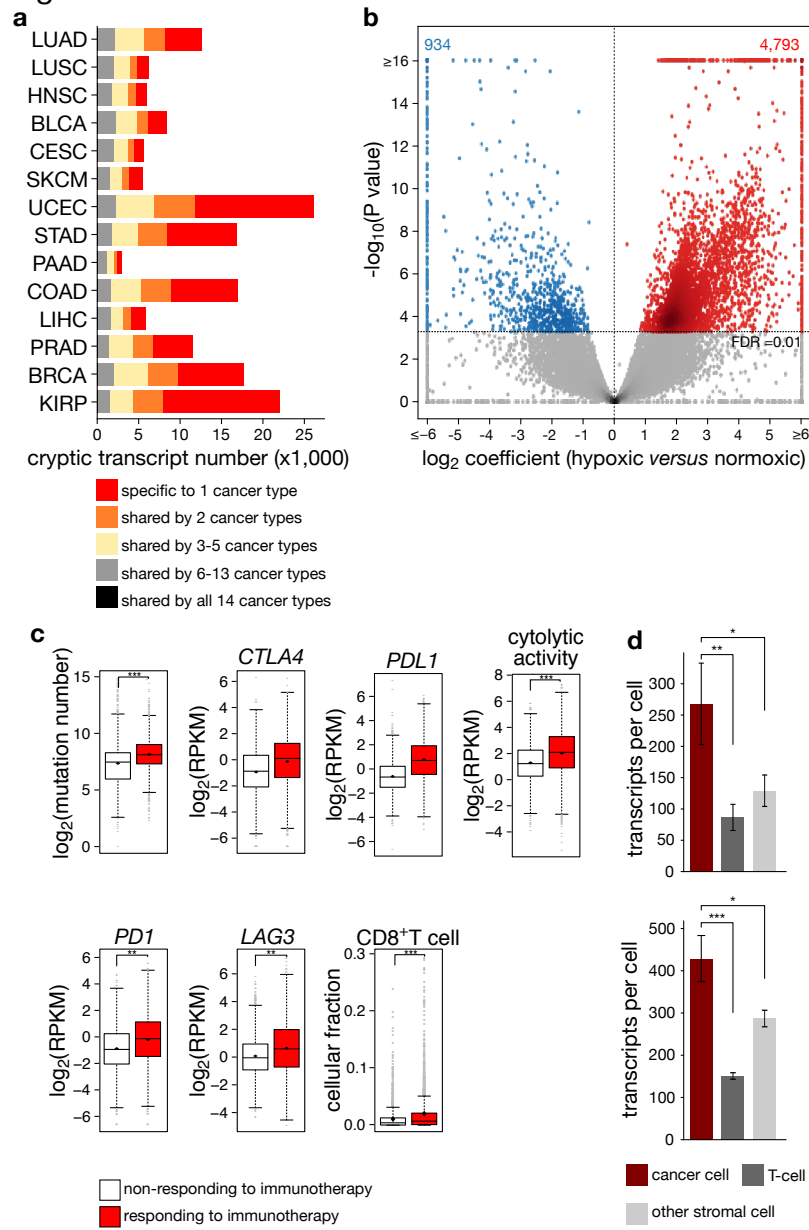 a
LUAD
LUSC
HNSC
BLCA
CESC
SKCM
UCEC
STAD
PAAD
COAD
LIHC
PRAD
BRCA
KIRP
0 5 10 15 20 25
cryptic transcript number (x1,000)
specific to 1 cancer type
shared by 2 cancer types
shared by 3-5 cancer types
shared by 6-13 cancer types
shared by all 14 cancer types
b
934
4,793
≥16
14
12
10
8
6
4
2
0
-log10(P value)
FDR =0.01
≤-6 -5 -4 -3 -2 -1 0 1 2 3 4 5 ≥6
log2 coefficient (hypoxic versus normoxic)
c
log2(mutation number)
15
10
5
0
***
CTLA4
log2(RPKM)
6
4
2
0
−2
−4
−6
PDL1
log2(RPKM)
6
4
2
0
−2
−4
−6
cytolytic
activity
log2(RPKM)
8
6
4
2
0
−2
−4
***
PD1
log2(RPKM)
6
4
2
0
−2
−4
−6
**
LAG3
log2(RPKM)
6
4
2
0
−2
−4
**
CD8+T cell
cellular fraction
0.3
0.2
0.1
0.0
***
non-responding to immunotherapy
responding to immunotherapy
d
transcripts per cell
300
250
200
150
100
50
0
*
**
transcripts per cell
500
400
300
200
100
0
*
***
cancer cell
T-cell
other stromal cell